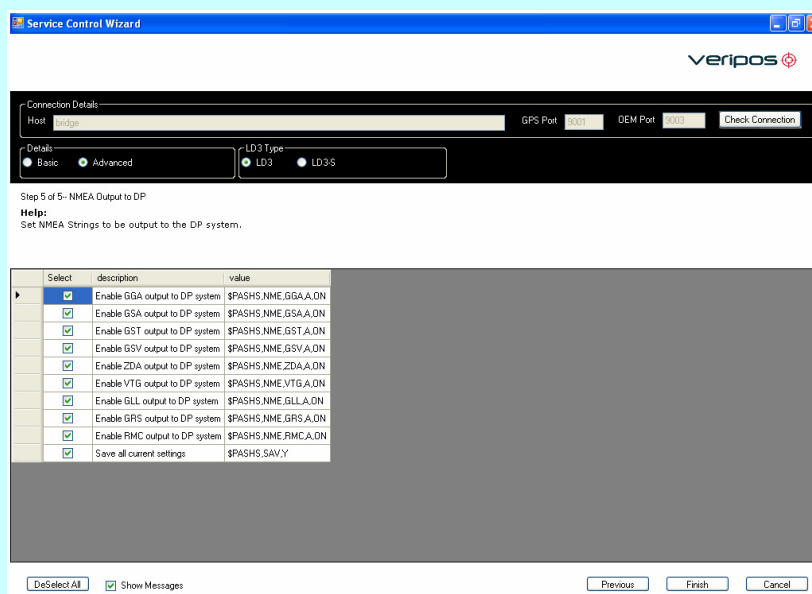 Service Control Wizard
veripos
Connection Details
Host bridge GPS Port 9001 OEM Port 9003 Check Connection
Details LD3 Type
Basic Advanced LD3 LD3-S
Step 5 of 5-- NMEA Output to DP
Help:
Set NMEA Strings to be output to the DP system.
Select description value
Enable GGA output to DP system $PASHS,NME,GGA,A,ON
Enable GSA output to DP system $PASHS,NME,GSA,A,ON
Enable GST output to DP system $PASHS,NME,GST,A,ON
Enable GSV output to DP system $PASHS,NME,GSV,A,ON
Enable ZDA output to DP system $PASHS,NME,ZDA,A,ON
Enable VTG output to DP system $PASHS,NME,VTG,A,ON
Enable GLL output to DP system $PASHS,NME,GLL,A,ON
Enable GRS output to DP system $PASHS,NME,GRS,A,ON
Enable RMC output to DP system $PASHS,NME,RMC,A,ON
Save all current settings $PASHS,SAV,Y
DeSelect All Show Messages Previous Finish Cancel